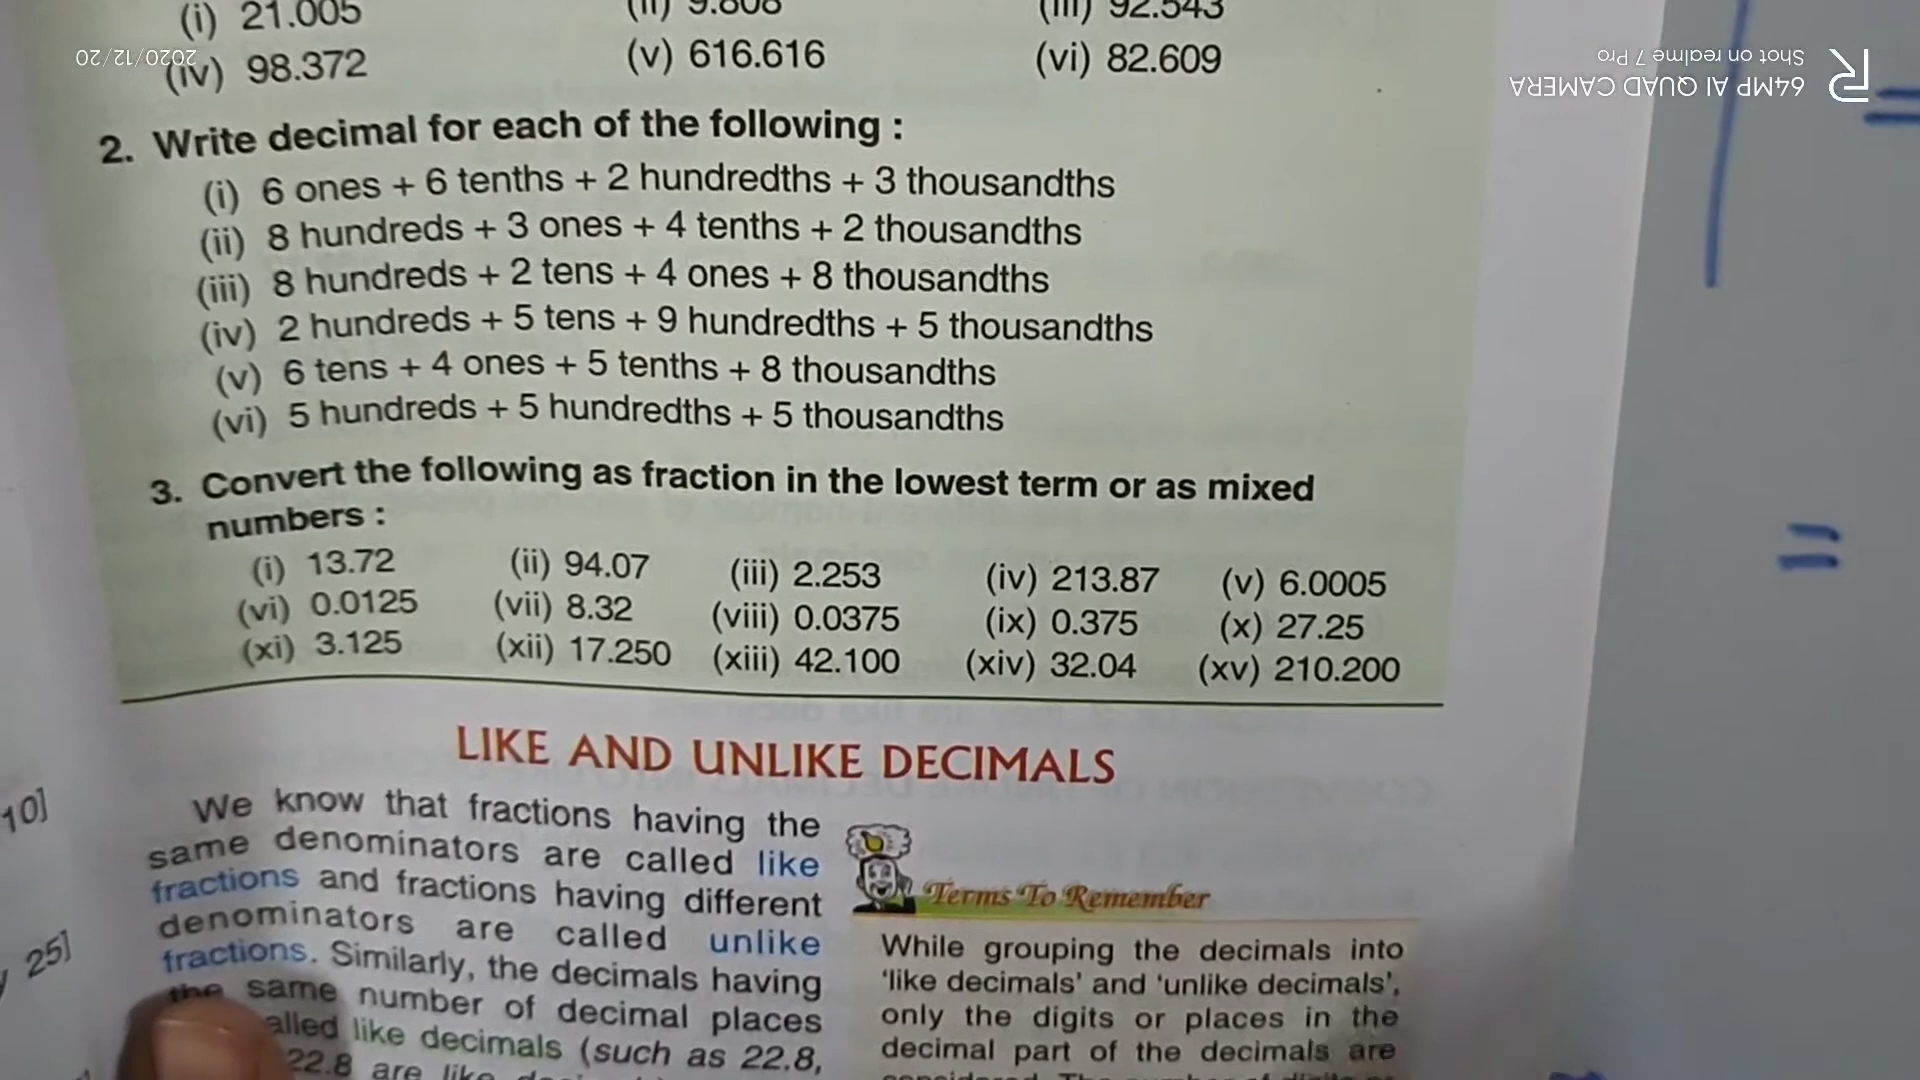 (i) 21.005 (ii) 9.808 (iii) 92.543
(iv) 98.372 (v) 616.616 (vi) 82.609
2020/12/20
Shot on realme 7 Pro
64MP AI QUAD CAMERA
2. Write decimal for each of the following :
(i) 6 ones + 6 tenths + 2 hundredths + 3 thousandths
(ii) 8 hundreds + 3 ones + 4 tenths + 2 thousandths
(iii) 8 hundreds + 2 tens + 4 ones + 8 thousandths
(iv) 2 hundreds + 5 tens + 9 hundredths + 5 thousandths
(v) 6 tens + 4 ones + 5 tenths + 8 thousandths
(vi) 5 hundreds + 5 hundredths + 5 thousandths
3. Convert the following as fraction in the lowest term or as mixed
numbers :
(i) 13.72 (ii) 94.07 (iii) 2.253 (iv) 213.87 (v) 6.0005
(vi) 0.0125 (vii) 8.32 (viii) 0.0375 (ix) 0.375 (x) 27.25
(xi) 3.125 (xii) 17.250 (xiii) 42.100 (xiv) 32.04 (xv) 210.200
LIKE AND UNLIKE DECIMALS
We know that fractions having the
same denominators are called like
fractions and fractions having different
denominators are called unlike
fractions. Similarly, the decimals having
the same number of decimal places
alled like decimals (such as 22.8,
22.8 are like
Terms To Remember
While grouping the decimals into
'like decimals' and 'unlike decimals',
only the digits or places in the
decimal part of the decimals are
10]
25]
=
=